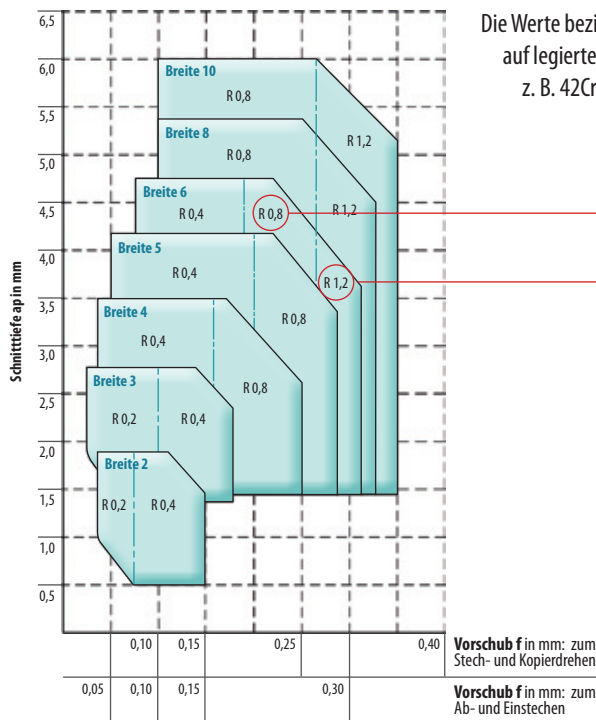 Die Werte bezi
auf legierte
z. B. 42Cr
Schnitttiefe ap in mm
6,5
6,0
5,5
5,0
4,5
4,0
3,5
3,0
2,5
2,0
1,5
1,0
0,5
Breite 10
R 0,8
R 1,2
Breite 8
R 0,8
R 1,2
Breite 6
R 0,4
R 0,8
R 1,2
Breite 5
R 0,4
R 0,8
Breite 4
R 0,4
R 0,8
Breite 3
R 0,2
R 0,4
Breite 2
R 0,2
R 0,4
0,10 0,15 0,25 0,40 Vorschub f in mm: zum
Stech- und Kopierdrehen
0,05 0,10 0,15 0,30 Vorschub f in mm: zum
Ab- und Einstechen